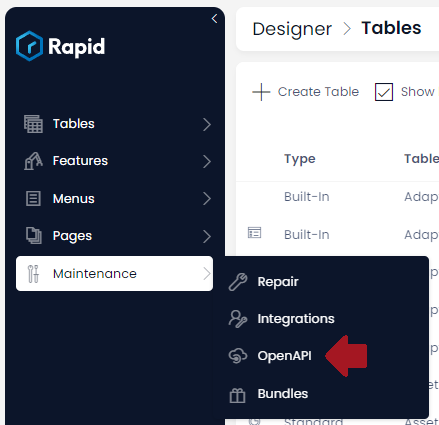 Rapid
Tables
Features
Menus
Pages
Maintenance
Designer > Tables
Create Table Show
Type Table
Built-In Adap
Built-In Adap
Repair
Integrations
OpenAPI
Bundles
Standard Asset